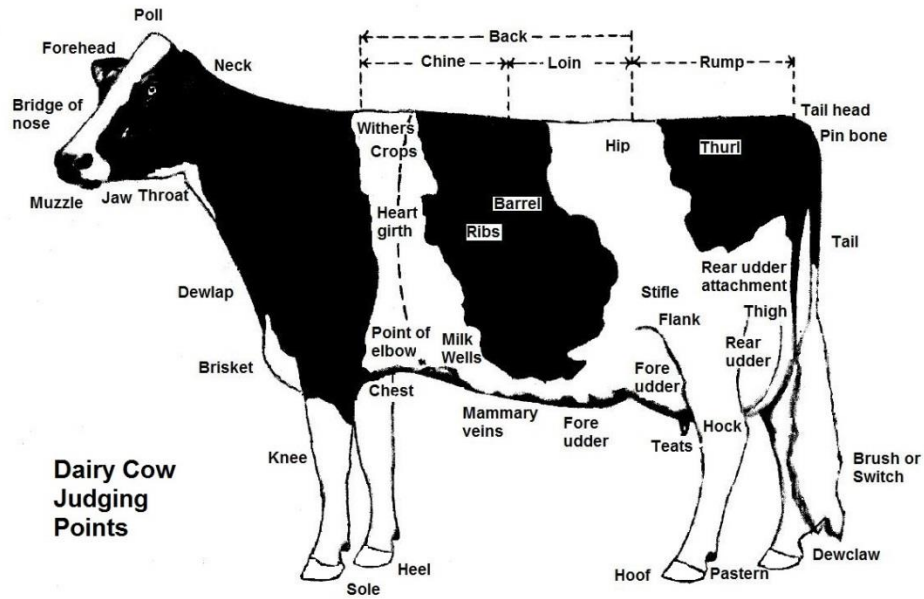 Poll
Back
Forehead
Neck
Chine
Loin
Rump
Bridge of
nose
Tail head
Withers
Pin bone
Hip
Thurl
Crops
Muzzle
Jaw
Throat
Barrel
Heart
girth
Ribs
Tail
Rear udder
attachment
Dewlap
Stifle
Flank
Thigh
Point of
elbow
Milk
Wells
Rear
udder
Brisket
Chest
Fore
udder
Mammary
veins
Fore
udder
Teats
Hock
Knee
Brush or
Switch
Dairy Cow
Judging
Points
Dewclaw
Heel
Sole
Hoof
Pastern